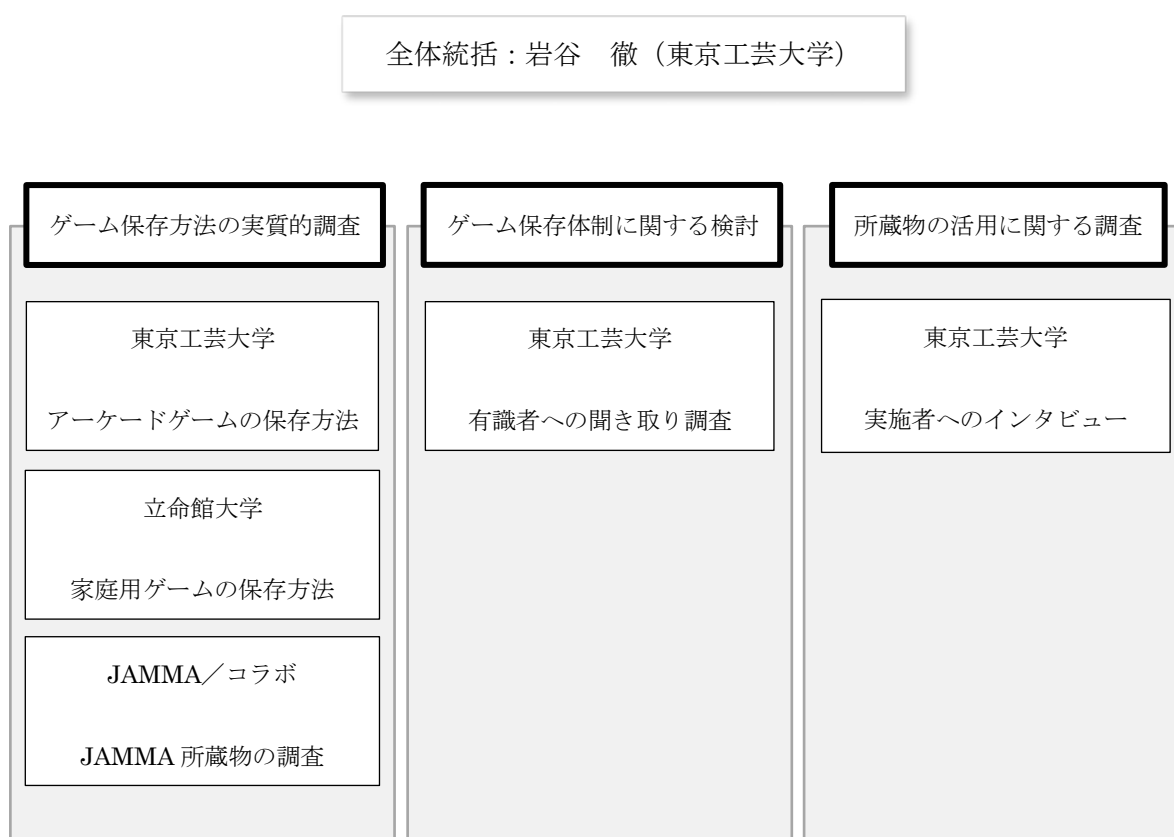 全体統括：岩谷　徹（東京工芸大学）
ゲーム保存方法の実質的調査
東京工芸大学
アーケードゲームの保存方法
立命館大学
家庭用ゲームの保存方法
JAMMA／コラボ
JAMMA 所蔵物の調査
ゲーム保存体制に関する検討
東京工芸大学
有識者への聞き取り調査
所蔵物の活用に関する調査
東京工芸大学
実施者へのインタビュー